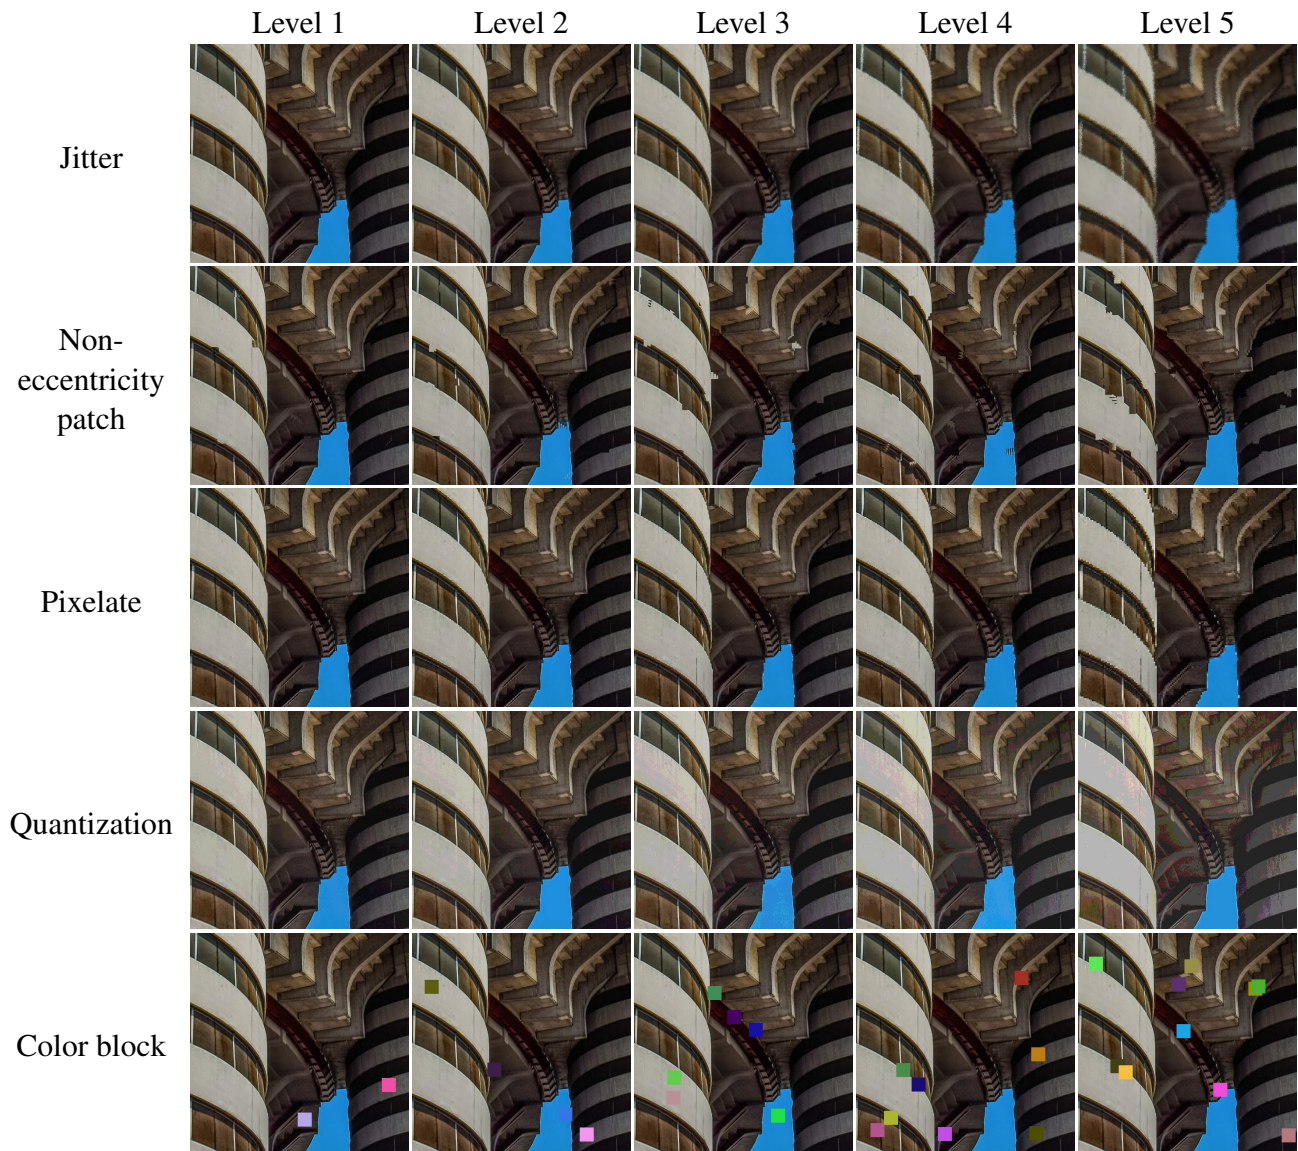 Level 1 Level 2 Level 3 Level 4 Level 5
Jitter
Non-
eccentricity
patch
Pixelate
Quantization
Color block